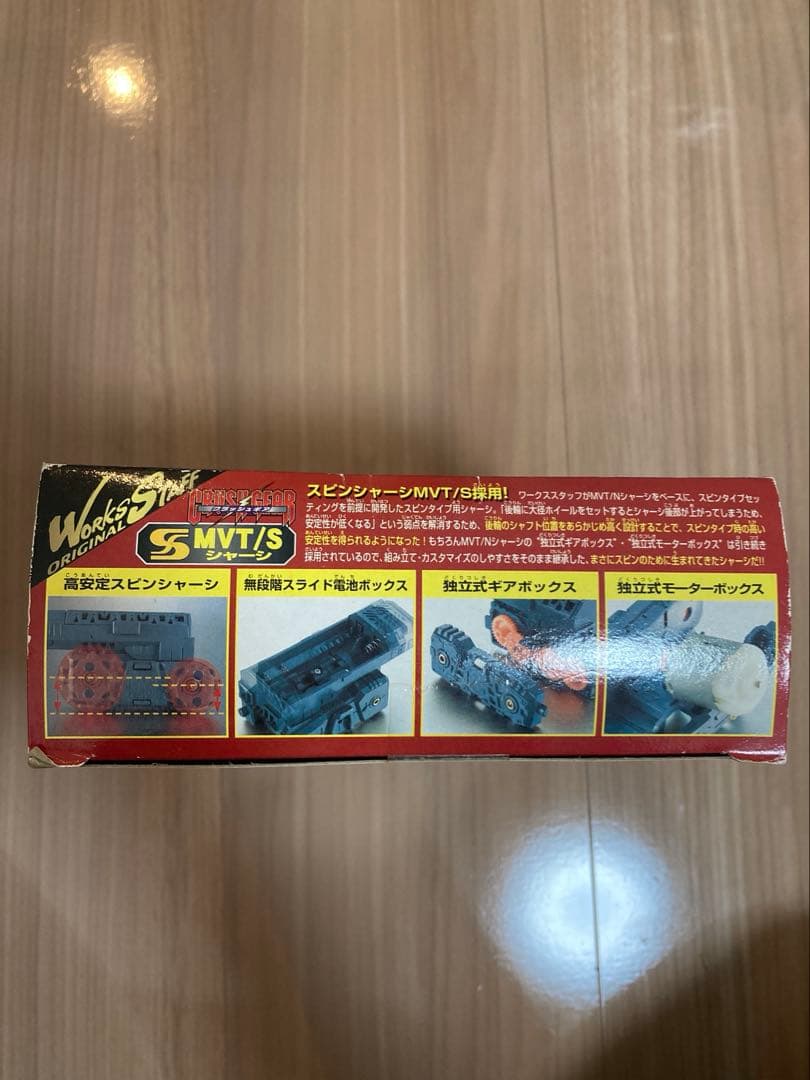 WORKS STAFF
ORIGINAL
CRUSH GEAR
クラッシュギア
MVT/S
シャーシ
スピンシャーシMVT/S採用! ワークススタッフがMVT/Nシャーシをベースに、スピンタイプセッ
ティングを前提に開発したスピンタイプ用シャーシ。「後輪に大径ホイールをセットするとシャーシ後部が上がってしまうため、
安定性が低くなる」という弱点を解消するため、後輪のシャフト位置をあらかじめ高く設計することで、スピンタイプ時の高い
安定性を得られるようになった!もちろんMVT/Nシャーシの“独立式ギアボックス”・“独立式モーターボックス”は引き続き
採用されているので、組み立て・カスタマイズのしやすさをそのまま継承した、まさにスピンのために生まれてきたシャーシだ!!
高安定スピンシャーシ
無段階スライド電池ボックス
独立式ギアボックス
独立式モーターボックス